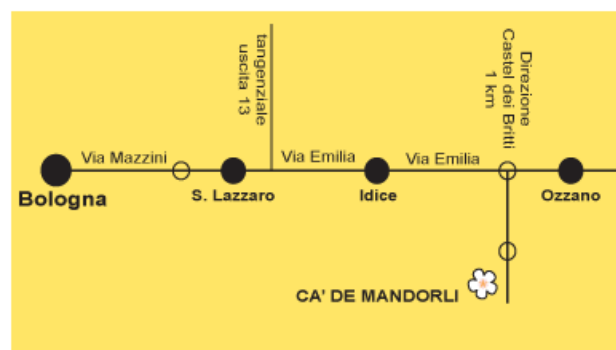 tangenziale
uscita 13
Direzione
Castel dei Britti
1 km
Via Mazzini
Via Emilia
Via Emilia
Bologna
S. Lazzaro
Idice
Ozzano
CA' DE MANDORLI